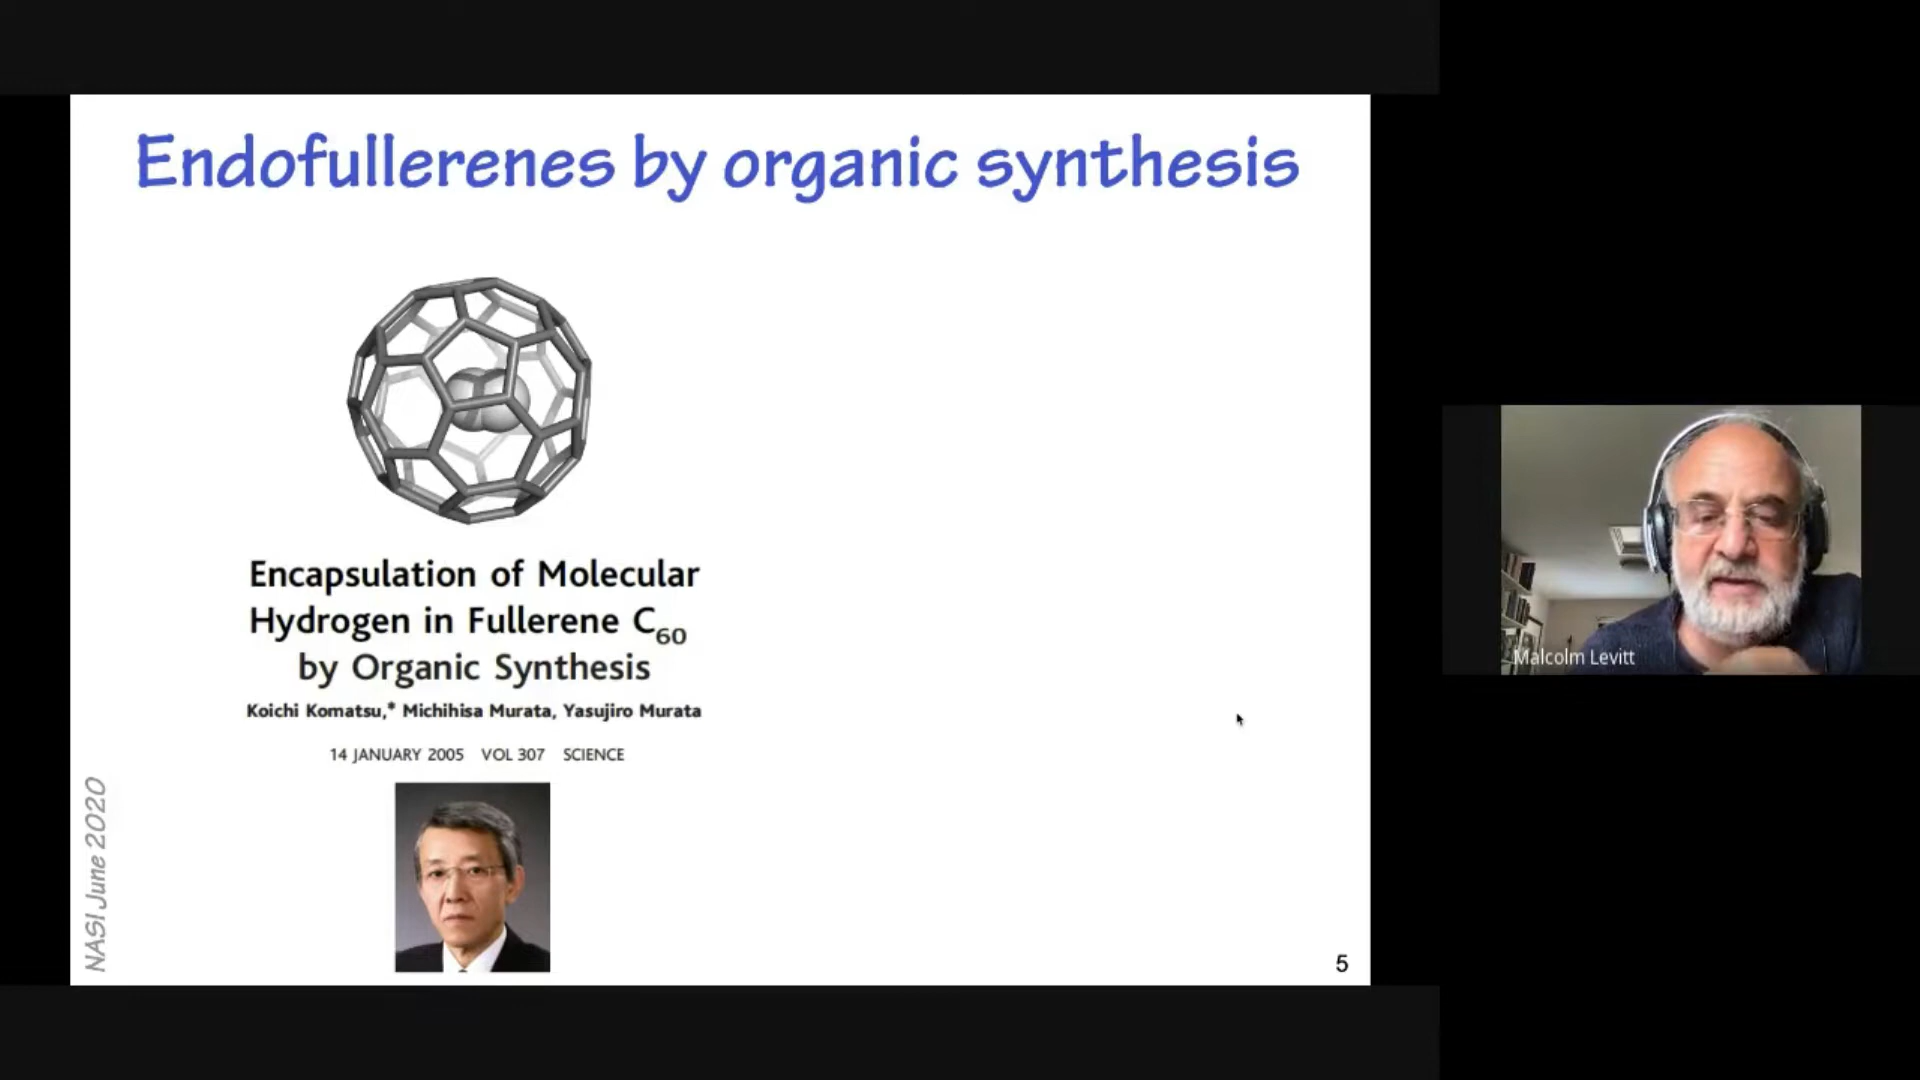 Endofullerenes by organic synthesis
Encapsulation of Molecular
Hydrogen in Fullerene C60
by Organic Synthesis
Koichi Komatsu,* Michihisa Murata, Yasujiro Murata
14 JANUARY 2005 VOL 307 SCIENCE
NASI June 2020
5
Malcolm Levitt